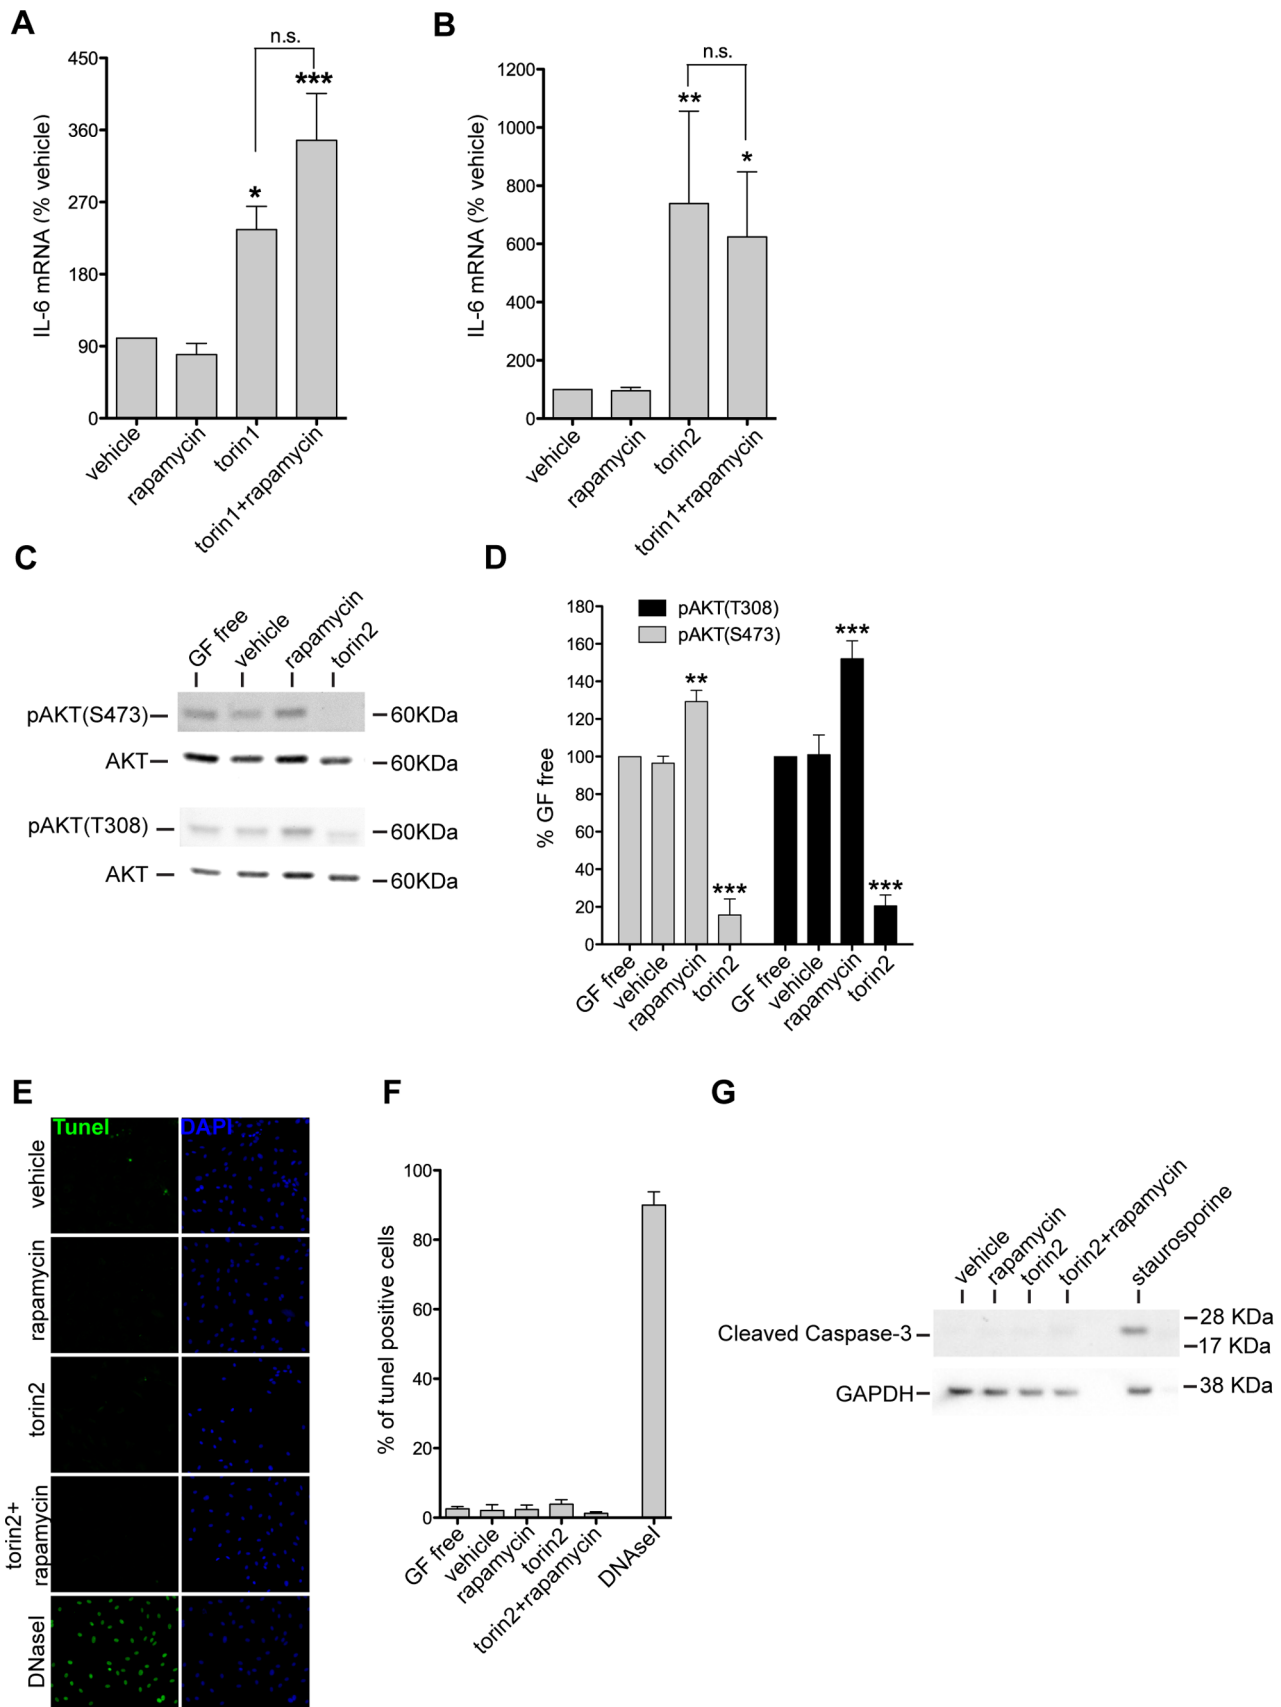 A
n.s.
***
*
450
360
270
180
90
0
IL-6 mRNA (% vehicle)
vehicle
rapamycin
torin1
torin1+rapamycin
B
n.s.
**
*
1200
1000
800
600
400
200
0
IL-6 mRNA (% vehicle)
vehicle
rapamycin
torin2
torin1+rapamycin
C
GF free
vehicle
rapamycin
torin2
pAKT(S473)
60KDa
AKT
60KDa
pAKT(T308)
60KDa
AKT
60KDa
D
pAKT(T308)
pAKT(S473)
180
160
140
120
100
80
60
40
20
0
% GF free
**
***
***
***
GF free
vehicle
rapamycin
torin2
GF free
vehicle
rapamycin
torin2
E
Tunel
DAPI
vehicle
rapamycin
torin2
torin2+
rapamycin
DNaseI
F
100
80
60
40
20
0
% of tunel positive cells
GF free
vehicle
rapamycin
torin2
torin2+rapamycin
DNAseI
G
vehicle
rapamycin
torin2
torin2+rapamycin
staurosporine
Cleaved Caspase-3
28 KDa
17 KDa
GAPDH
38 KDa